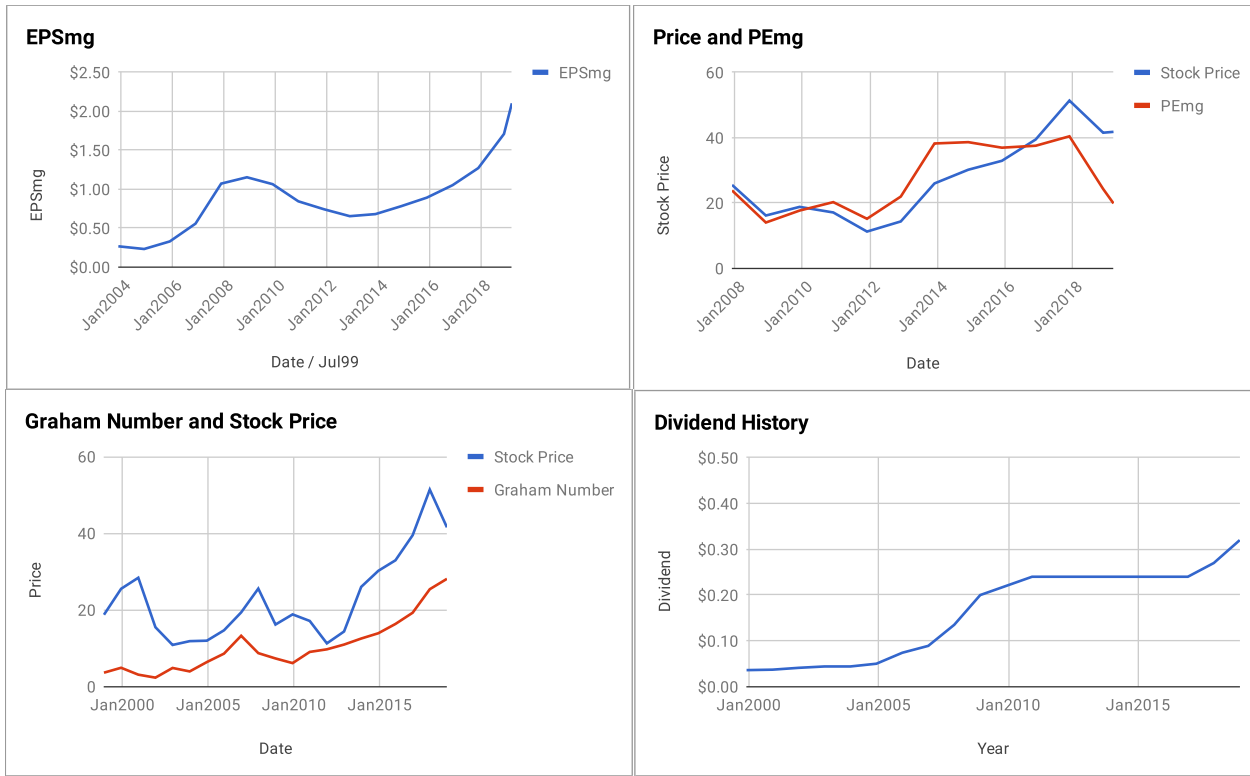 EPSmg
$2.50
$2.00
$1.50
$1.00
$0.50
$0.00
EPSmg
EPSmg
Jan2004
Jan2006
Jan2008
Jan2010
Jan2012
Jan2014
Jan2016
Jan2018
Date / Jul99
Price and PEmg
60
40
20
0
Stock Price
Stock Price
PEmg
Jan2008
Jan2010
Jan2012
Jan2014
Jan2016
Jan2018
Date
Graham Number and Stock Price
60
40
20
0
Price
Stock Price
Graham Number
Jan2000 Jan2005 Jan2010 Jan2015
Date
Dividend History
$0.50
$0.40
$0.30
$0.20
$0.10
$0.00
Dividend
Jan2000 Jan2005 Jan2010 Jan2015
Year